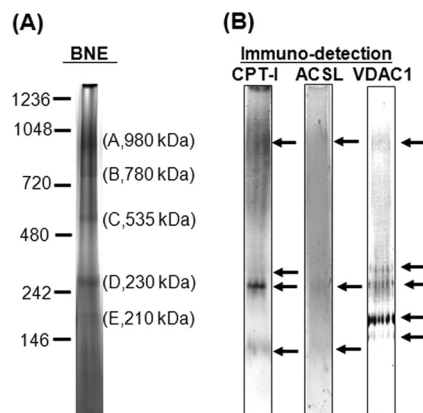 (A)
BNE
1236
1048
720
480
242
146
(A,980 kDa)
(B,780 kDa)
(C,535 kDa)
(D,230 kDa)
(E,210 kDa)
(B)
Immuno-detection
CPT-I ACSL VDAC1